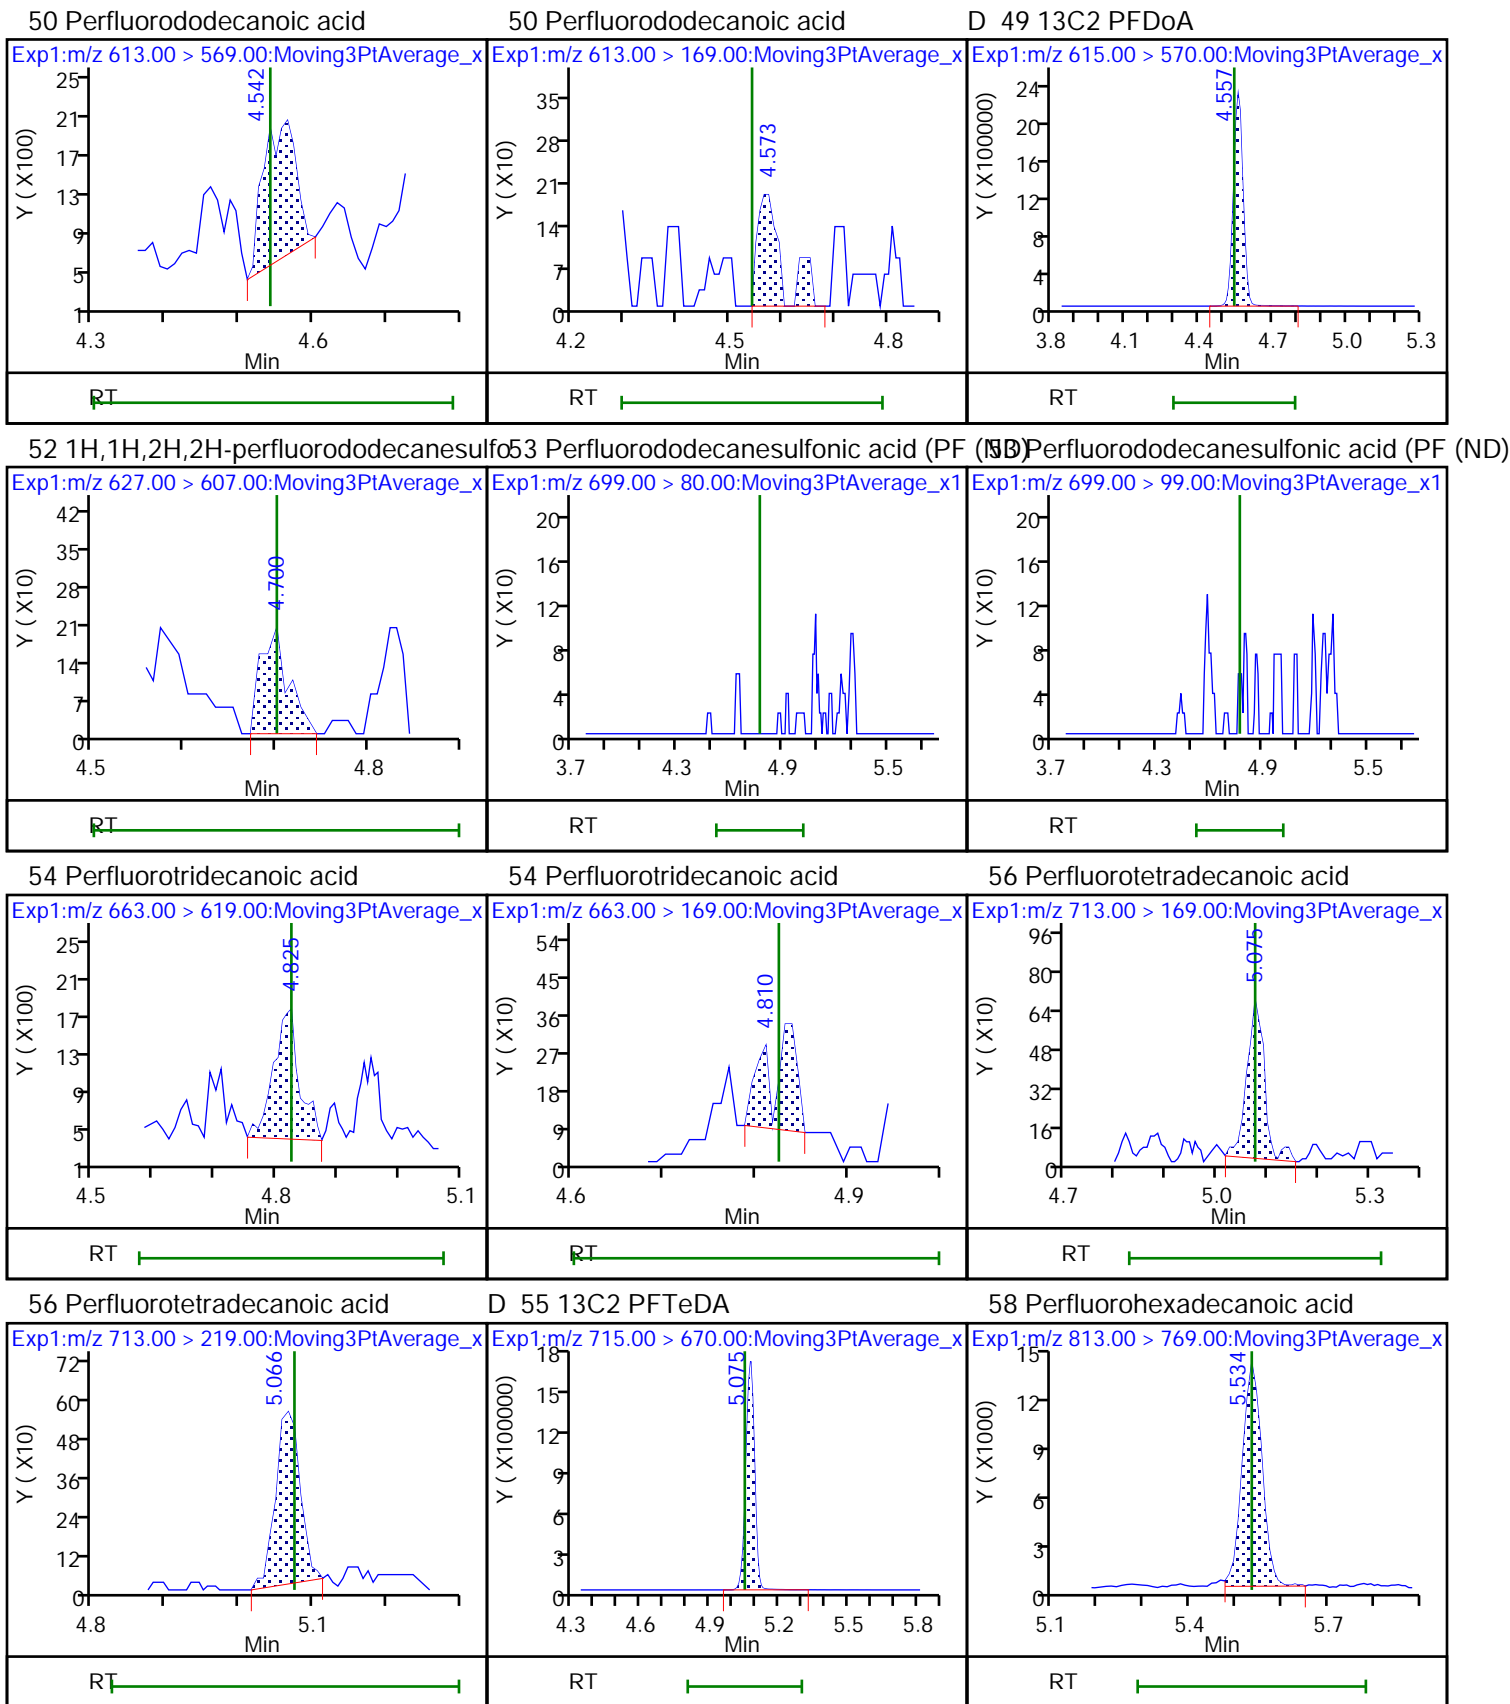 50 Perfluorododecanoic acid
Exp1:m/z 613.00 > 569.00:Moving3PtAverage_x
4.542
Y ( X100)
25
21
17
13
9
5
1
4.3 4.6
Min
RT
50 Perfluorododecanoic acid
Exp1:m/z 613.00 > 169.00:Moving3PtAverage_x
4.573
Y ( X10)
35
28
21
14
7
0
4.2 4.5 4.8
Min
RT
D 49 13C2 PFDoA
Exp1:m/z 615.00 > 570.00:Moving3PtAverage_x
4.557
Y ( X100000)
24
20
16
12
8
4
0
3.8 4.1 4.4 4.7 5.0 5.3
Min
RT
52 1H,1H,2H,2H-perfluorododecanesulfo
Exp1:m/z 627.00 > 607.00:Moving3PtAverage_x
4.700
Y ( X10)
42
35
28
21
14
7
0
4.5 4.8
Min
RT
53 Perfluorododecanesulfonic acid (PF (ND)
Exp1:m/z 699.00 > 80.00:Moving3PtAverage_x1
Y ( X10)
20
16
12
8
4
0
3.7 4.3 4.9 5.5
Min
RT
53 Perfluorododecanesulfonic acid (PF (ND)
Exp1:m/z 699.00 > 99.00:Moving3PtAverage_x1
Y ( X10)
20
16
12
8
4
0
3.7 4.3 4.9 5.5
Min
RT
54 Perfluorotridecanoic acid
Exp1:m/z 663.00 > 619.00:Moving3PtAverage_x
4.825
Y ( X100)
25
21
17
13
9
5
1
4.5 4.8 5.1
Min
RT
54 Perfluorotridecanoic acid
Exp1:m/z 663.00 > 169.00:Moving3PtAverage_x
4.810
Y ( X10)
54
45
36
27
18
9
0
4.6 4.9
Min
RT
56 Perfluorotetradecanoic acid
Exp1:m/z 713.00 > 169.00:Moving3PtAverage_x
5.075
Y ( X10)
96
80
64
48
32
16
0
4.7 5.0 5.3
Min
RT
56 Perfluorotetradecanoic acid
Exp1:m/z 713.00 > 219.00:Moving3PtAverage_x
5.066
Y ( X10)
72
60
48
36
24
12
0
4.8 5.1
Min
RT
D 55 13C2 PFTeDA
Exp1:m/z 715.00 > 670.00:Moving3PtAverage_x
5.075
Y ( X100000)
18
15
12
9
6
3
0
4.3 4.6 4.9 5.2 5.5 5.8
Min
RT
58 Perfluorohexadecanoic acid
Exp1:m/z 813.00 > 769.00:Moving3PtAverage_x
5.534
Y ( X1000)
15
12
9
6
3
0
5.1 5.4 5.7
Min
RT